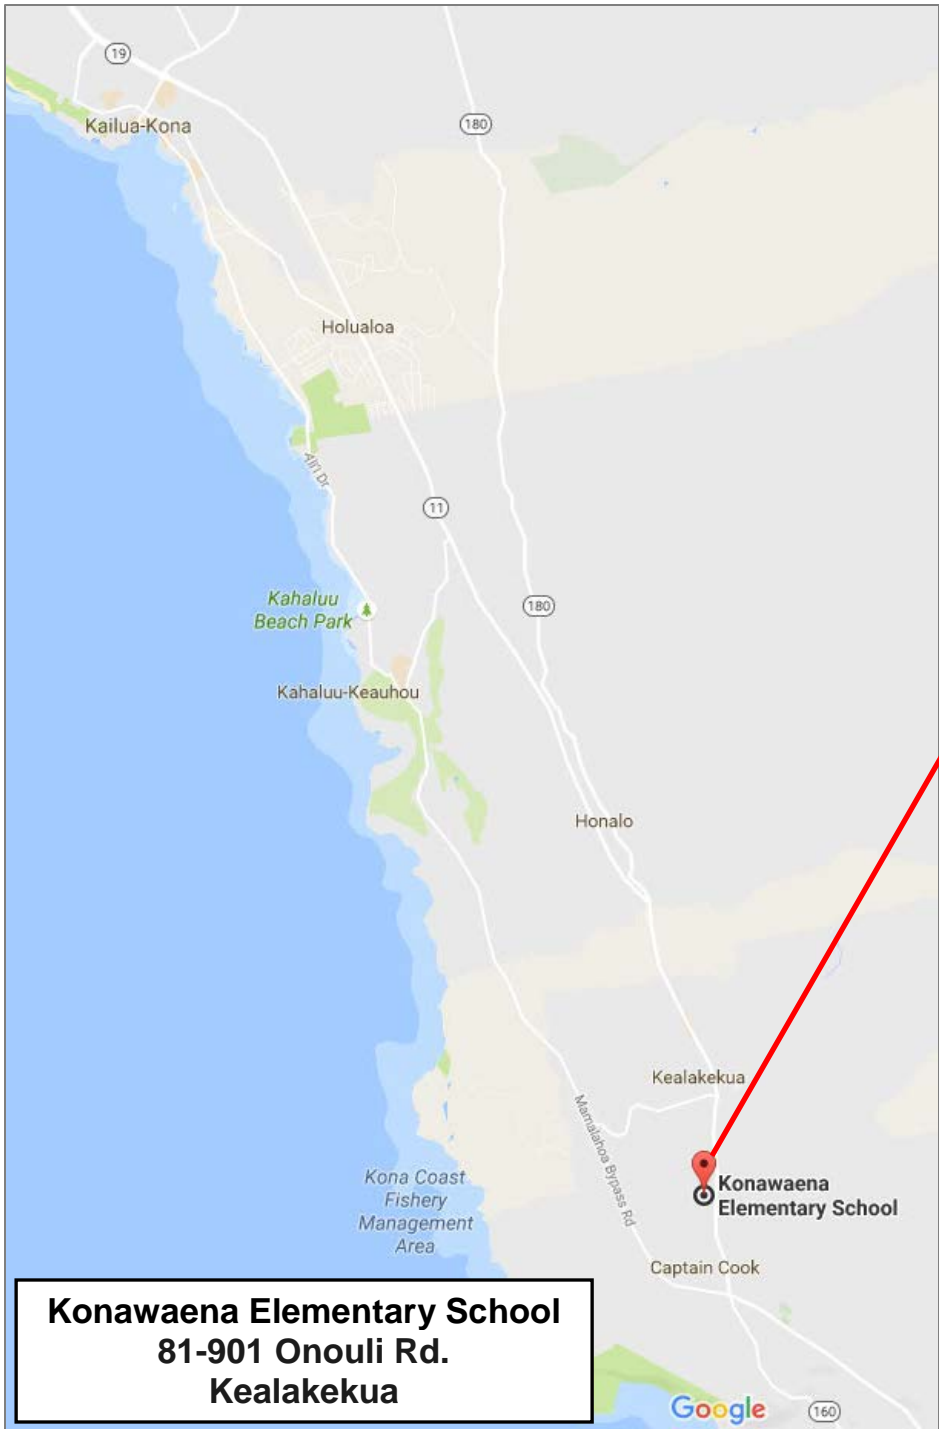 19
Kailua-Kona
180
Holualoa
Ali'i Dr
11
Kahaluu
Beach Park
180
Kahaluu-Keauhou
Honalo
Kealakekua
Mamalahoa Bypass Rd
Konawaena
Elementary School
Kona Coast
Fishery
Management
Area
Captain Cook
Konawaena Elementary School
81-901 Onouli Rd.
Kealakekua
Google
160